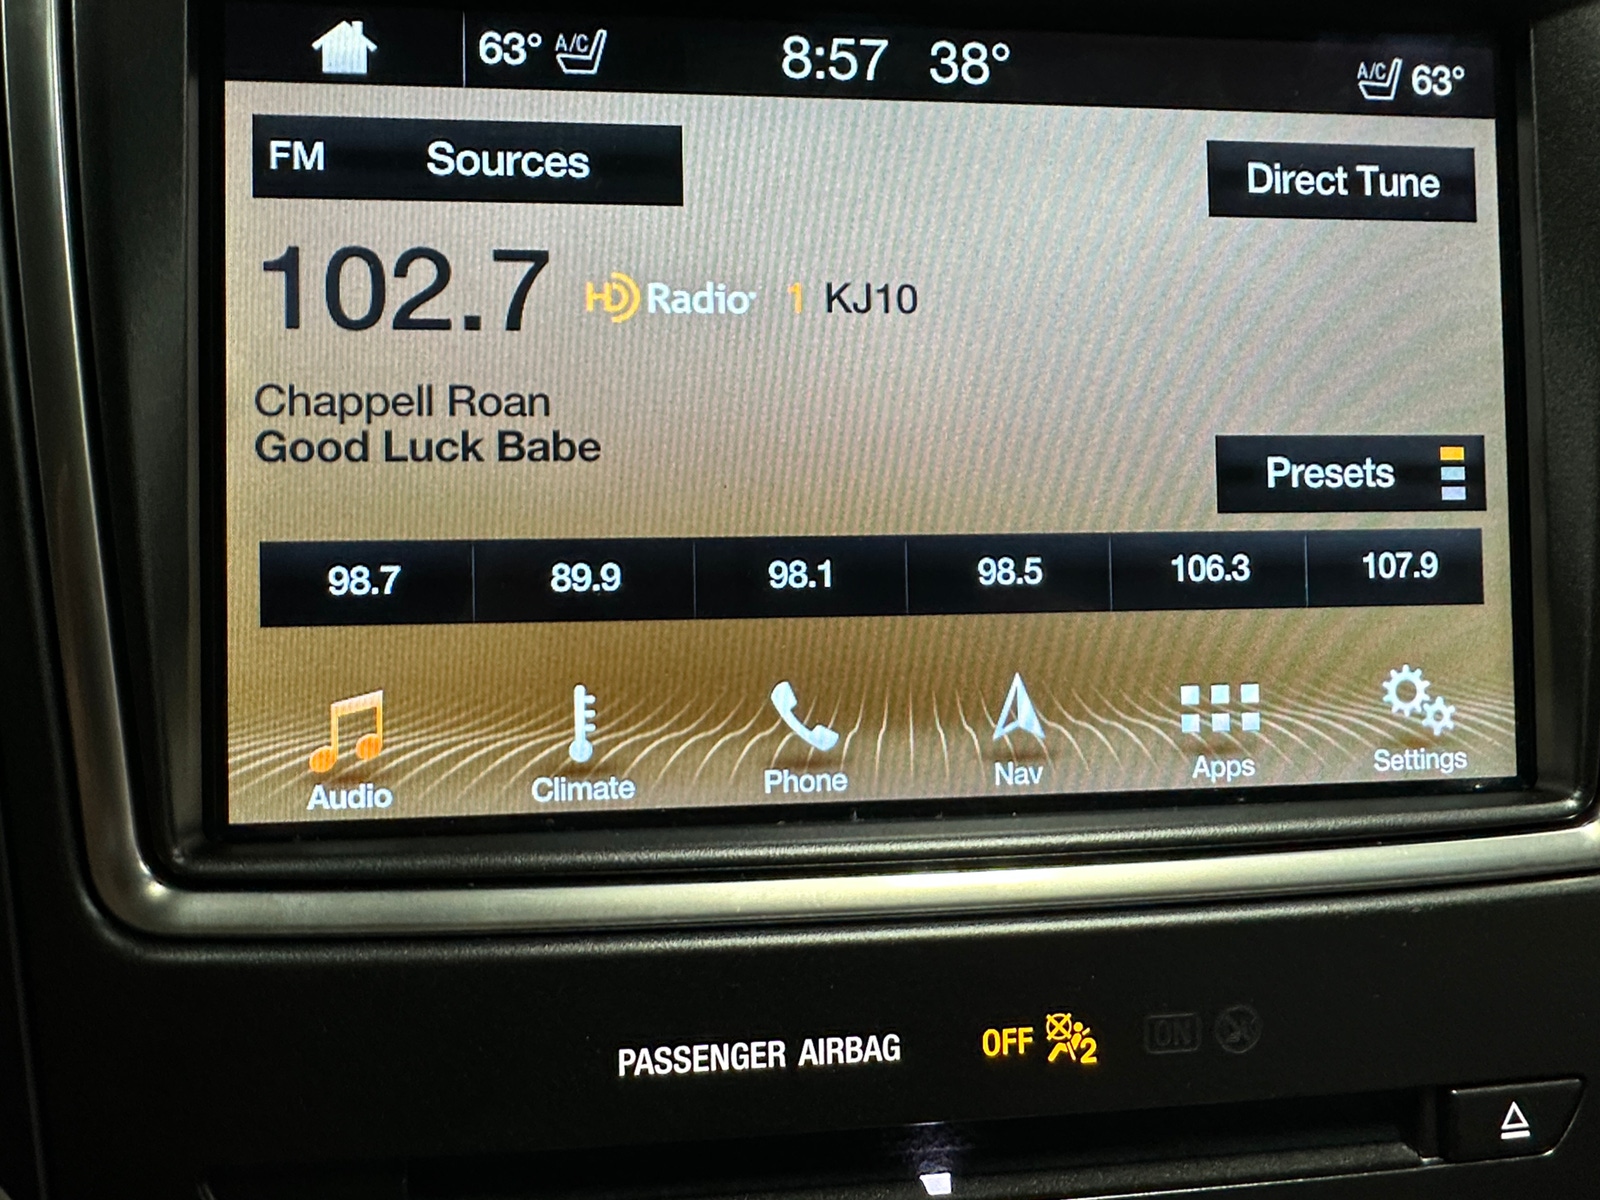 63° A/C 8:57 38° A/C 63°
FM Sources
Direct Tune
102.7 HD Radio 1 KJ10
Chappell Roan
Good Luck Babe
Presets
98.7 89.9 98.1 98.5 106.3 107.9
Audio Climate Phone Nav Apps Settings
PASSENGER AIRBAG OFF 2 ON